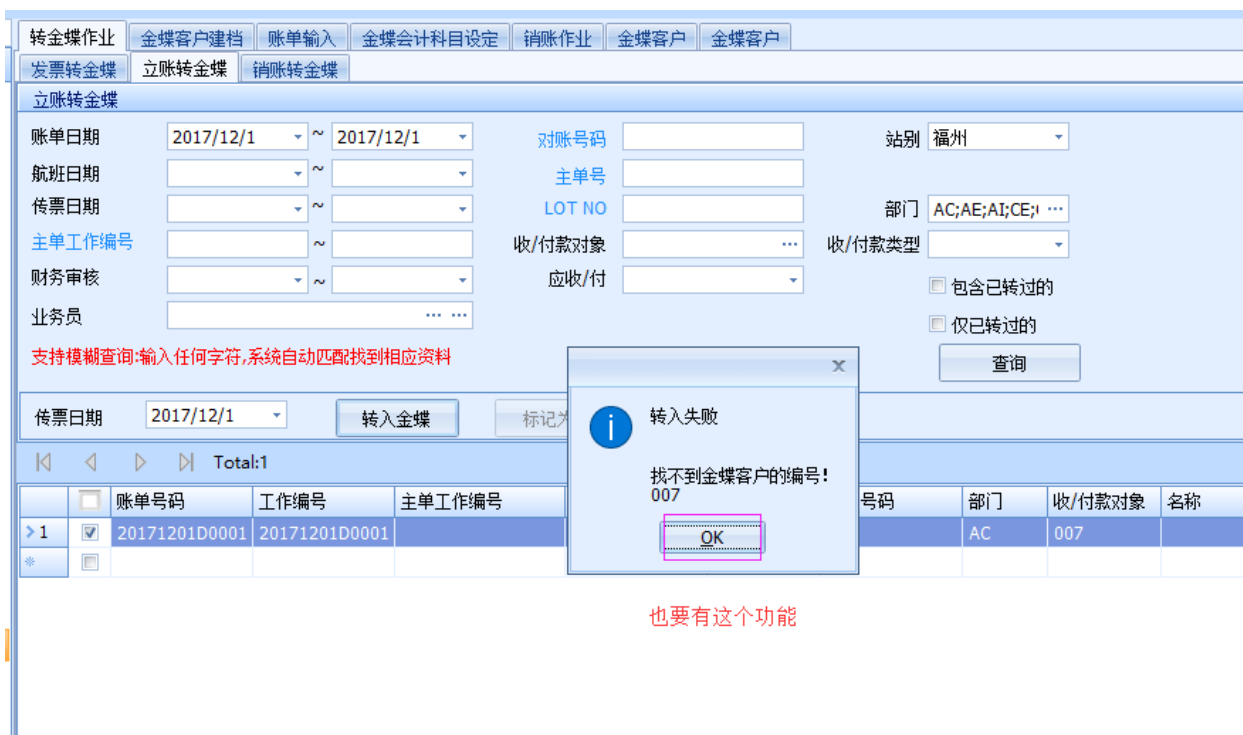 转金蝶作业 金蝶客户建档 账单输入 金蝶会计科目设定 销账作业 金蝶客户 金蝶客户
发票转金蝶 立账转金蝶 销账转金蝶
立账转金蝶
账单日期 2017/12/1 ~ 2017/12/1 对账号码 站别 福州
航班日期 ~ 主单号
传票日期 ~ LOT NO 部门 AC;AE;AI;CE; ...
主单工作编号 ~ 收/付款对象 ... 收/付款类型
财务审核 ~ 应收/付 包含已转过的
业务员 ... ... 仅已转过的
支持模糊查询:输入任何字符,系统自动匹配找到相应资料 查询
传票日期 2017/12/1 转入金蝶 标记
x
转入失败
找不到金蝶客户的编号!
007
OK
Total:1
账单号码 工作编号 主单工作编号 号码 部门 收/付款对象 名称
1 20171201D0001 20171201D0001 AC 007
也要有这个功能